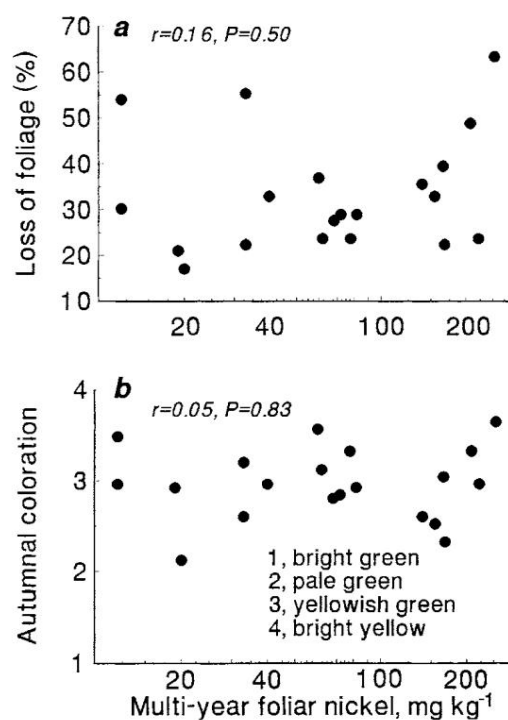 a
r=0.16, P=0.50
Loss of foliage (%)
70
60
50
40
30
20
10
20
40
100
200
b
r=0.05, P=0.83
Autumnal coloration
4
3
2
1
1, bright green
2, pale green
3, yellowish green
4, bright yellow
20
40
100
200
Multi-year foliar nickel, mg kg⁻¹